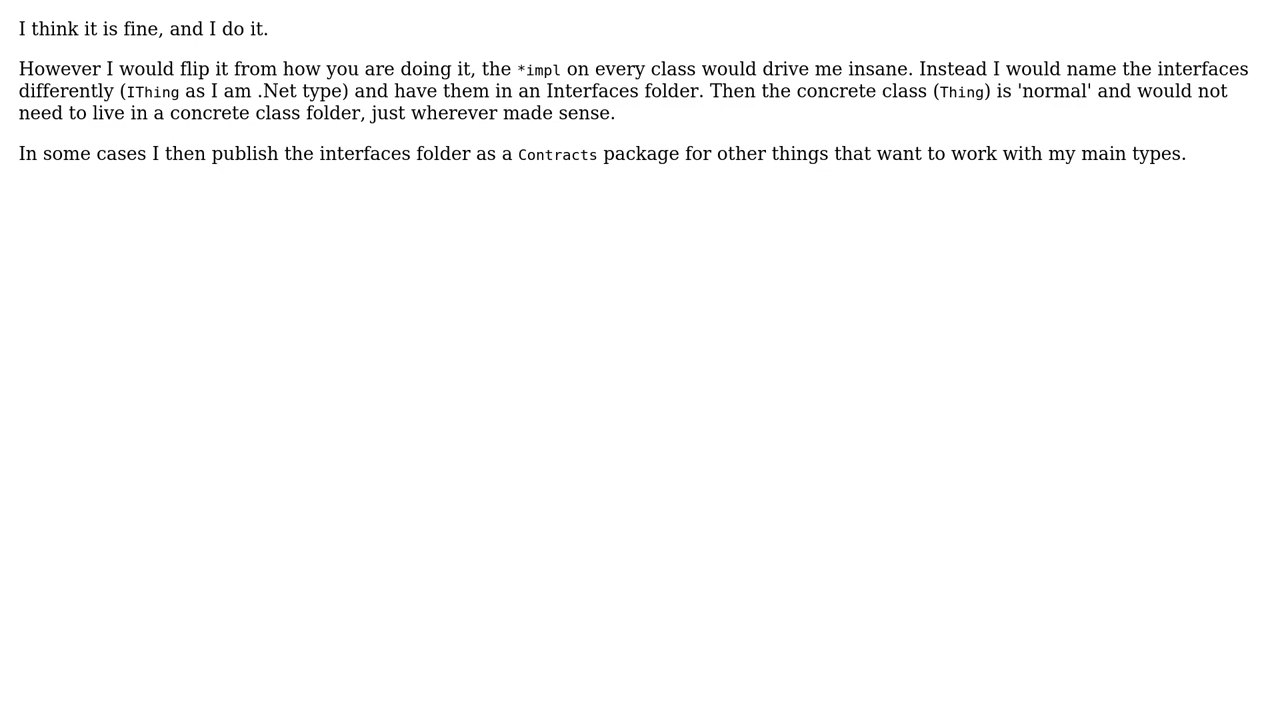 I think it is fine, and I do it.
However I would flip it from how you are doing it, the *impl on every class would drive me insane. Instead I would name the interfaces
differently (IThing as I am .Net type) and have them in an Interfaces folder. Then the concrete class (Thing) is 'normal' and would not
need to live in a concrete class folder, just wherever made sense.
In some cases I then publish the interfaces folder as a Contracts package for other things that want to work with my main types.